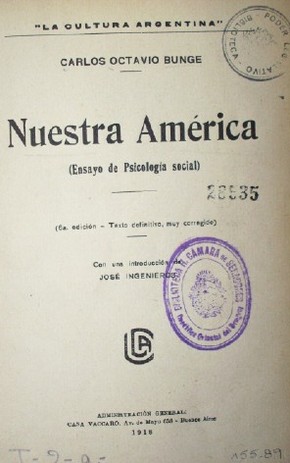 "LA CULTURA ARGENTINA"
CARLOS OCTAVIO BUNGE
Nuestra América
(Ensayo de Psicología social)
28835
(6a. edición – Texto definitivo, muy corregido)
Con una introducción de
JOSÉ INGENIEROS
ADMINISTRACIÓN GENERAL:
CASA VACCARO, Av. de Mayo 638 – Buenos Aires
1918